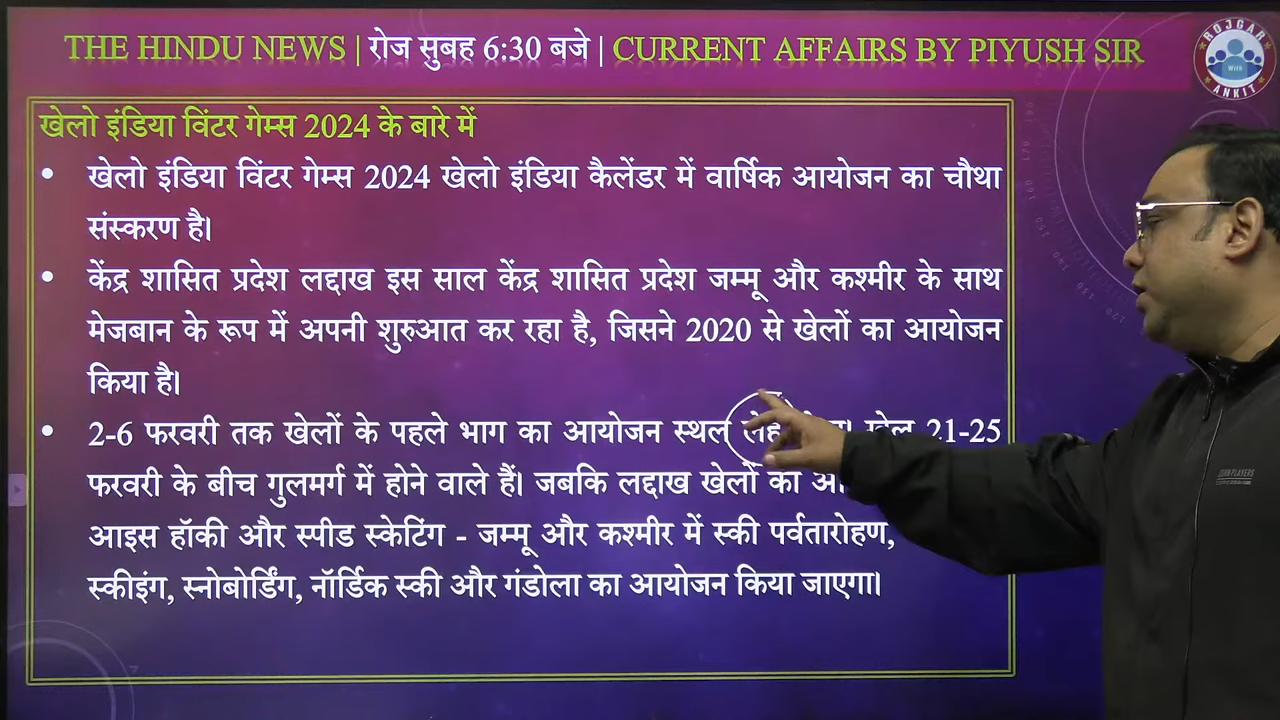 THE HINDU NEWS | रोज सुबह 6:30 बजे | CURRENT AFFAIRS BY PIYUSH SIR
ROJGAR
With
ANKIT
खेलो इंडिया विंटर गेम्स 2024 के बारे में
• खेलो इंडिया विंटर गेम्स 2024 खेलो इंडिया कैलेंडर में वार्षिक आयोजन का चौथा
संस्करण है।
• केंद्र शासित प्रदेश लद्दाख इस साल केंद्र शासित प्रदेश जम्मू और कश्मीर के साथ
मेजबान के रूप में अपनी शुरुआत कर रहा है, जिसने 2020 से खेलों का आयोजन
किया है।
• 2-6 फरवरी तक खेलों के पहले भाग का आयोजन स्थल लेह खेल 21-25
फरवरी के बीच गुलमर्ग में होने वाले हैं। जबकि लद्दाख खेलों का
आइस हॉकी और स्पीड स्केटिंग - जम्मू और कश्मीर में स्की पर्वतारोहण,
स्कीइंग, स्नोबोर्डिंग, नॉर्डिक स्की और गंडोला का आयोजन किया जाएगा।